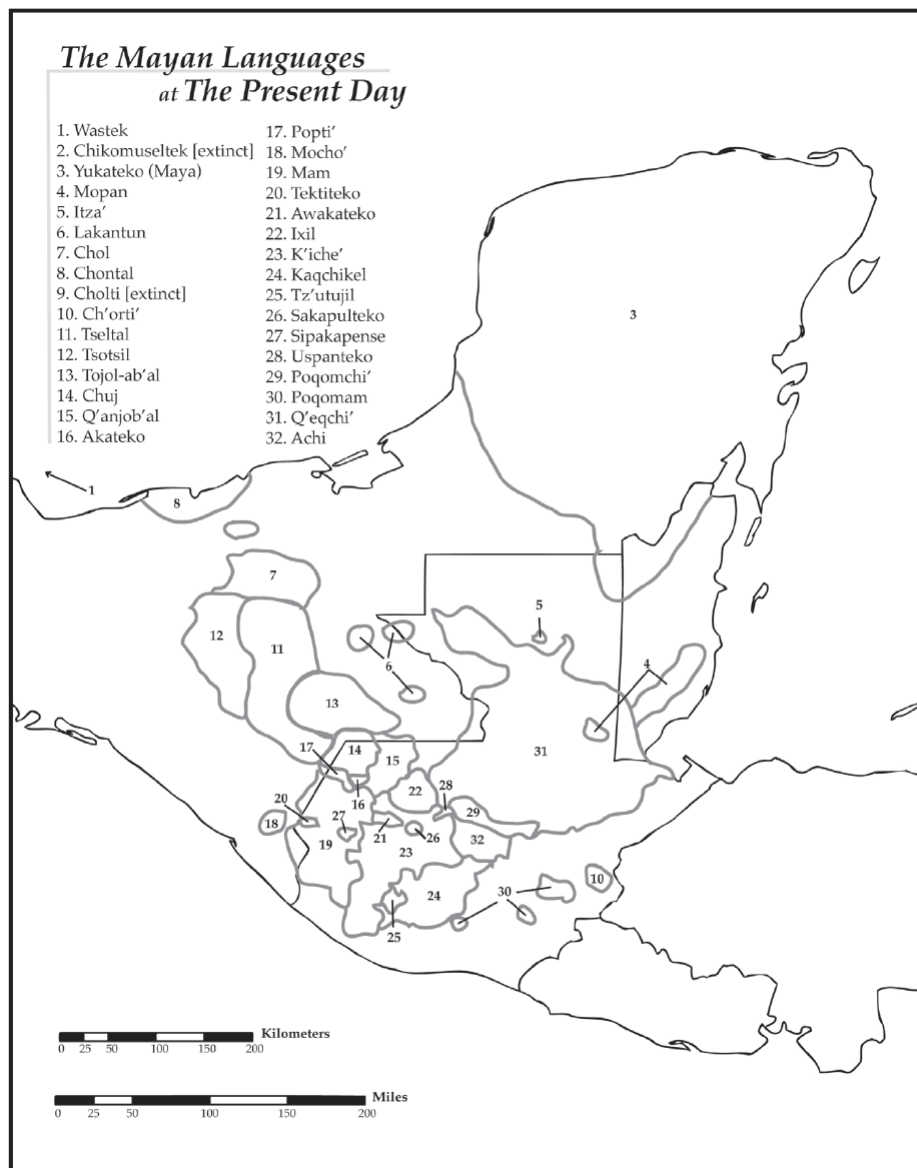 The Mayan Languages
at The Present Day
1. Wastek
2. Chikomuseltek [extinct]
3. Yukateko (Maya)
4. Mopan
5. Itza'
6. Lakantun
7. Chol
8. Chontal
9. Cholti [extinct]
10. Ch'orti'
11. Tseltal
12. Tsotsil
13. Tojol-ab'al
14. Chuj
15. Q'anjob'al
16. Akateko
17. Popti'
18. Mocho'
19. Mam
20. Tektiteko
21. Awakateko
22. Ixil
23. K'iche'
24. Kaqchikel
25. Tz'utujil
26. Sakapulteko
27. Sipakapense
28. Uspanteko
29. Poqomchi'
30. Poqomam
31. Q'eqchi'
32. Achi
3
1
8
7
5
12
11
6
4
13
17
14
15
31
16
22
28
29
20
27
18
19
21
26
32
23
24
30
10
25
Kilometers
0 25 50 100 150 200
Miles
0 25 50 100 150 200